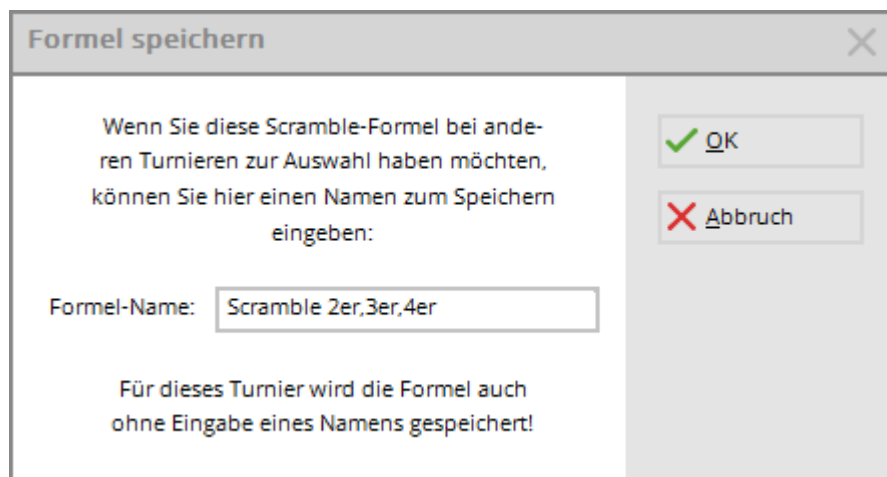 Formel speichern
Wenn Sie diese Scramble-Formel bei ande-
ren Turnieren zur Auswahl haben möchten,
können Sie hier einen Namen zum Speichern
eingeben:
Formel-Name: Scramble 2er,3er,4er
Für dieses Turnier wird die Formel auch
ohne Eingabe eines Namens gespeichert!
OK
Abbruch